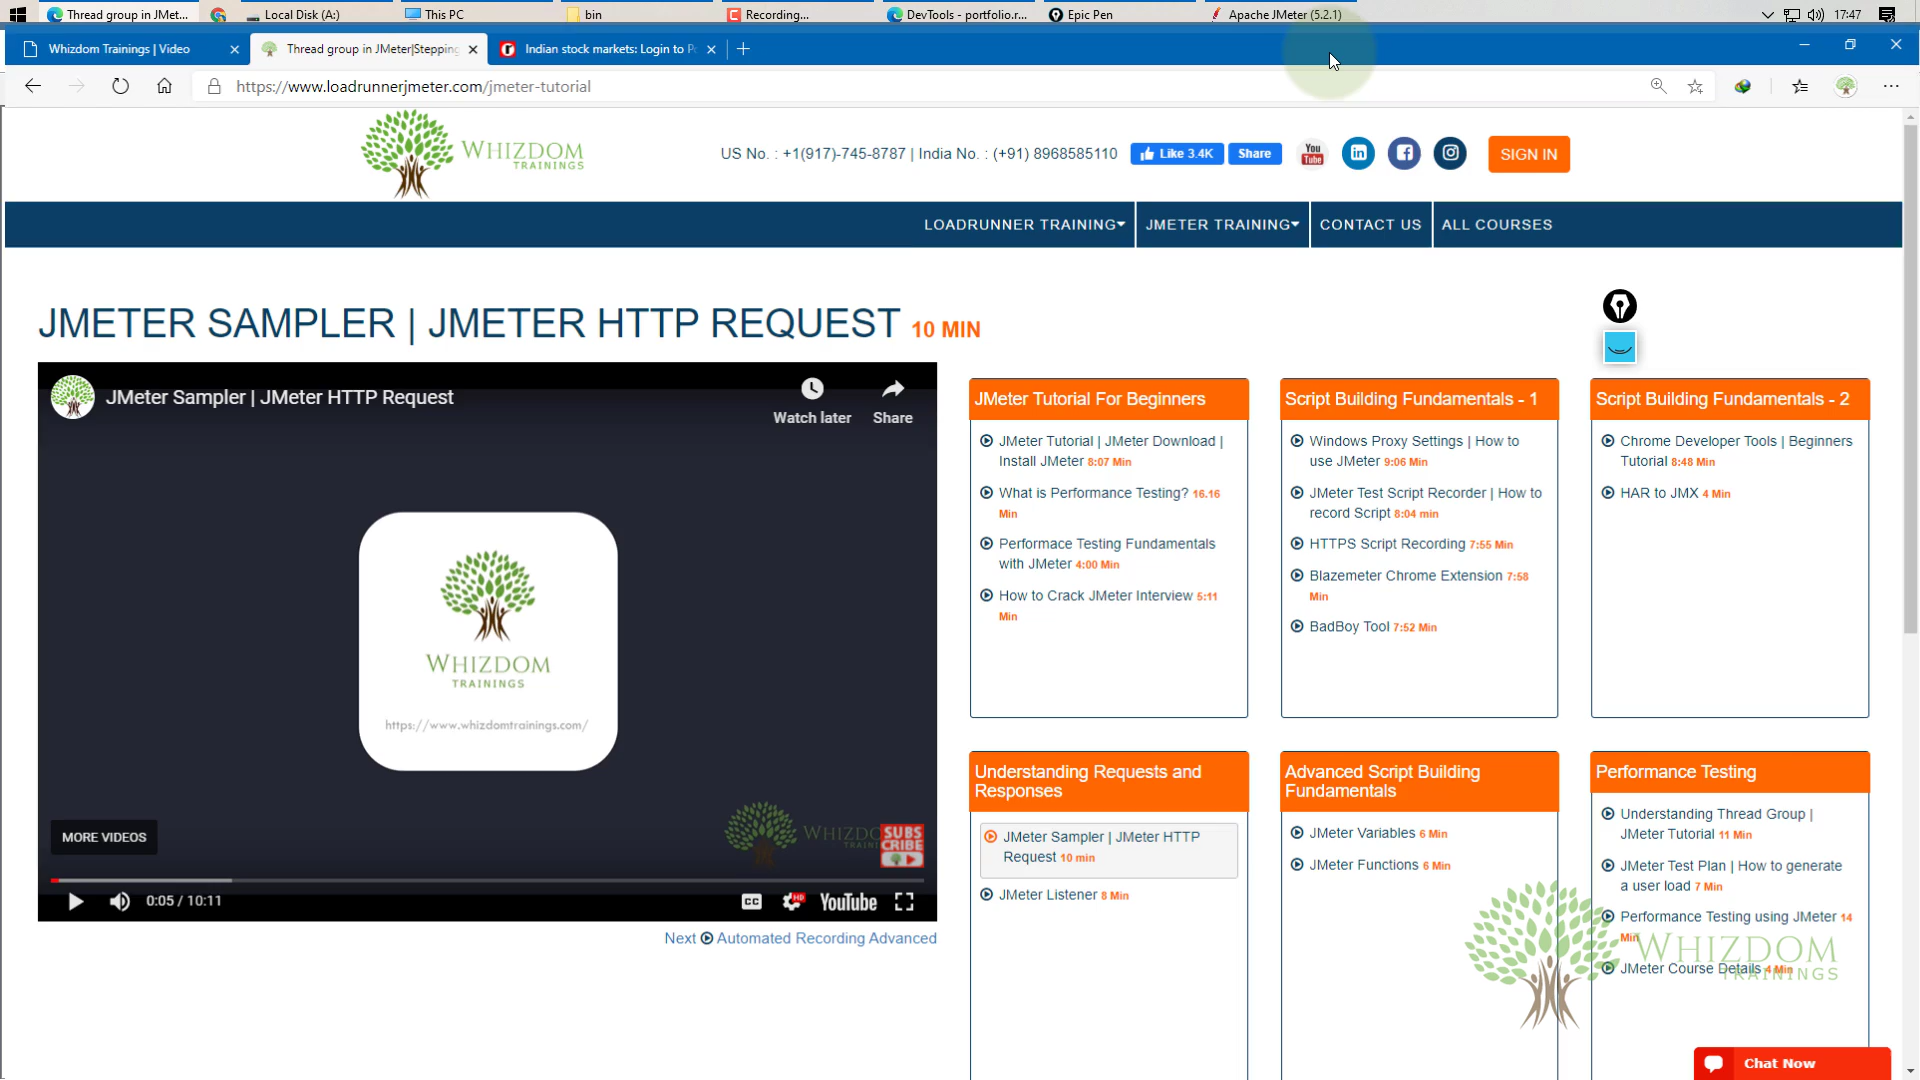 Thread group in JMet...
Local Disk (A:)
This PC
bin
Recording...
DevTools - portfolio.r...
Epic Pen
Apache JMeter (5.2.1)
17:47
Whizdom Trainings | Video
Thread group in JMeter|Stepping
Indian stock markets: Login to Po
https://www.loadrunnerjmeter.com/jmeter-tutorial
WHIZDOM
TRAININGS
US No. : +1(917)-745-8787 | India No. : (+91) 8968585110
Like 3.4K
Share
You
Tube
SIGN IN
LOADRUNNER TRAINING
JMETER TRAINING
CONTACT US
ALL COURSES
JMETER SAMPLER | JMETER HTTP REQUEST 10 MIN
JMeter Sampler | JMeter HTTP Request
Watch later
Share
WHIZDOM
TRAININGS
https://www.whizdomtrainings.com/
MORE VIDEOS
SUBS
CRIBE
0:05 / 10:11
CC
HD
YouTube
Next Automated Recording Advanced
JMeter Tutorial For Beginners
JMeter Tutorial | JMeter Download |
Install JMeter 8:07 Min
What is Performance Testing? 16.16
Min
Performace Testing Fundamentals
with JMeter 4:00 Min
How to Crack JMeter Interview 5:11
Min
Script Building Fundamentals - 1
Windows Proxy Settings | How to
use JMeter 9:06 Min
JMeter Test Script Recorder | How to
record Script 8:04 min
HTTPS Script Recording 7:55 Min
Blazemeter Chrome Extension 7:58
Min
BadBoy Tool 7:52 Min
Script Building Fundamentals - 2
Chrome Developer Tools | Beginners
Tutorial 8:48 Min
HAR to JMX 4 Min
Understanding Requests and
Responses
JMeter Sampler | JMeter HTTP
Request 10 min
JMeter Listener 8 Min
Advanced Script Building
Fundamentals
JMeter Variables 6 Min
JMeter Functions 6 Min
Performance Testing
Understanding Thread Group |
JMeter Tutorial 11 Min
JMeter Test Plan | How to generate
a user load 7 Min
Performance Testing using JMeter 14
Min
JMeter Course Details 4 Min
WHIZDOM
TRAININGS
Chat Now